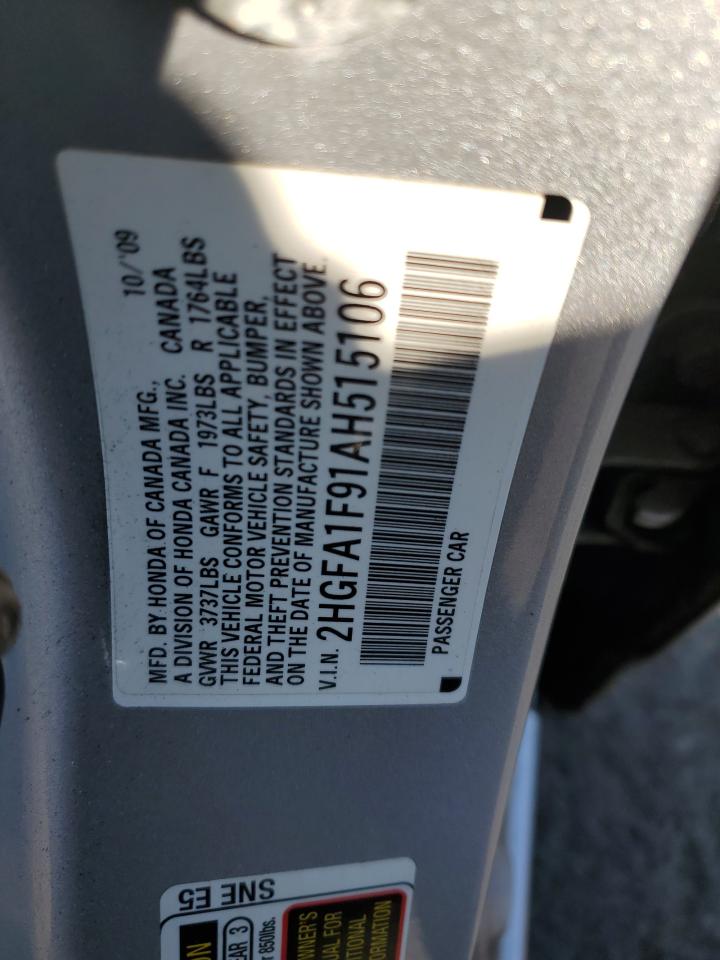 10/'09
MFD. BY HONDA OF CANADA MFG.,
A DIVISION OF HONDA CANADA INC. CANADA
GVWR 3737LBS GAWR F 1973LBS R 1764LBS
THIS VEHICLE CONFORMS TO ALL APPLICABLE
FEDERAL MOTOR VEHICLE SAFETY, BUMPER,
AND THEFT PREVENTION STANDARDS IN EFFECT
ON THE DATE OF MANUFACTURE SHOWN ABOVE.
V.I.N. 2HGFA1F91AH515106
PASSENGER CAR
SNE E5
850lbs.